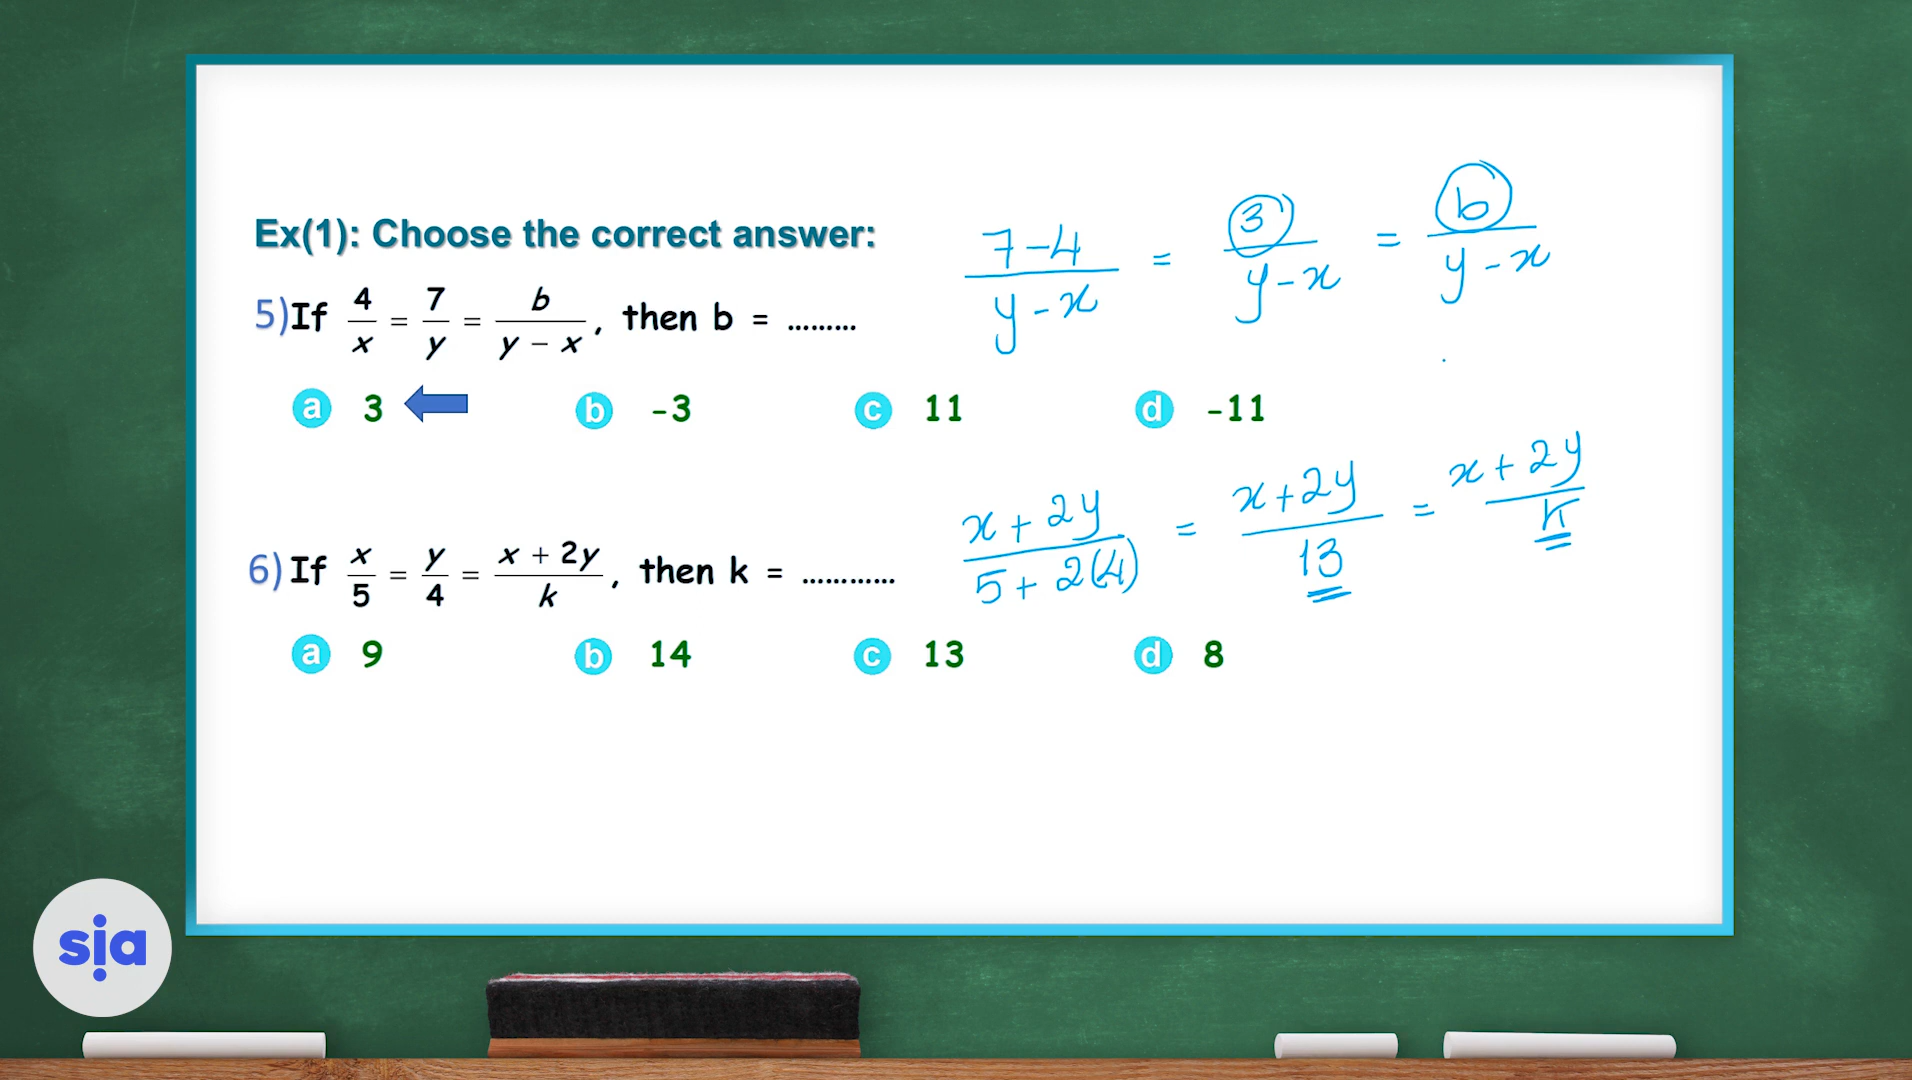 Ex(1): Choose the correct answer:
5) If 4/x = 7/y = b/(y − x), then b = .........
(7-4)/(y-x) = 3/(y-x) = b/(y-x)
a 3 b -3 c 11 d -11
6) If x/5 = y/4 = (x + 2y)/k, then k = ............
(x+2y)/(5+2(4)) = (x+2y)/13 = (x+2y)/k
a 9 b 14 c 13 d 8
sia